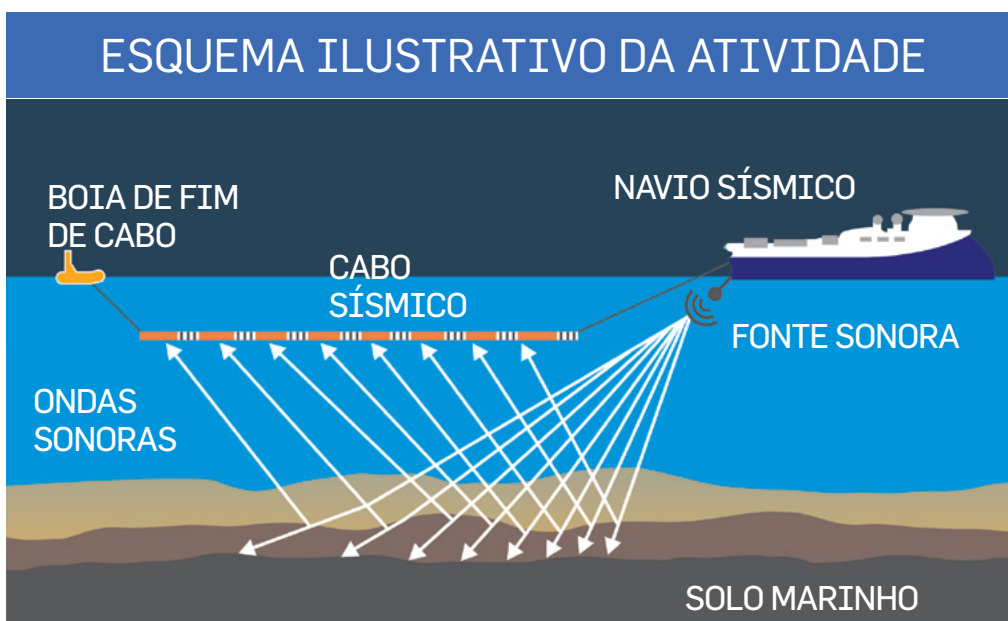 ESQUEMA ILUSTRATIVO DA ATIVIDADE
BOIA DE FIM
DE CABO
NAVIO SÍSMICO
CABO
SÍSMICO
FONTE SONORA
ONDAS
SONORAS
SOLO MARINHO